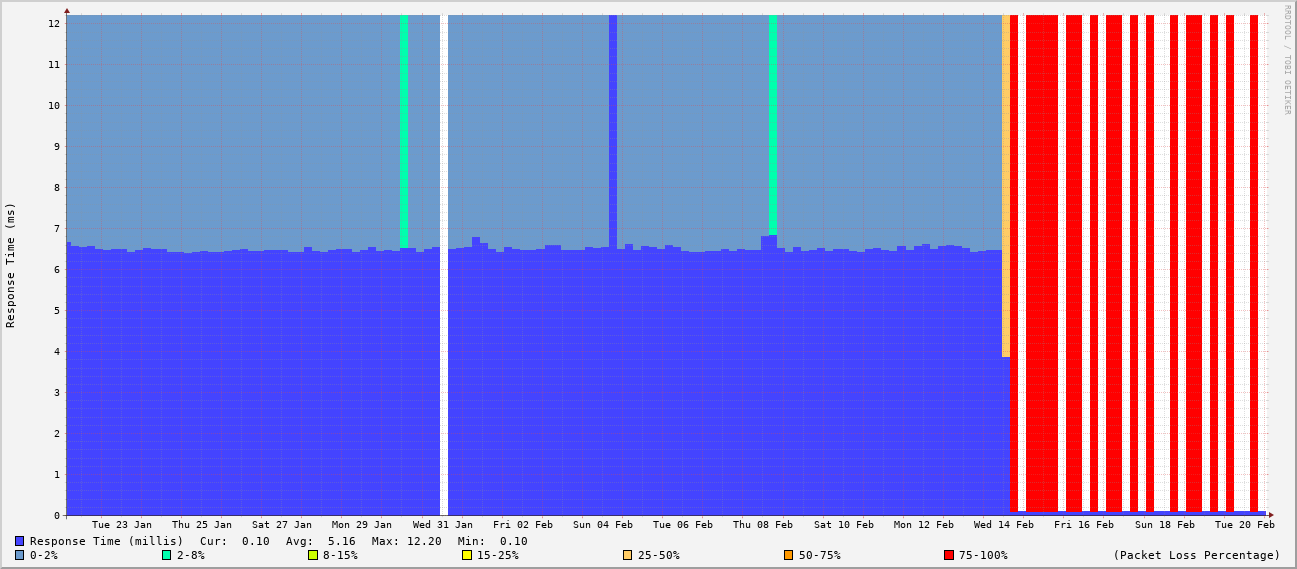 RRDTOOL / TOBI OETIKER
Response Time (ms)
12
11
10
9
8
7
6
5
4
3
2
1
0
Tue 23 Jan Thu 25 Jan Sat 27 Jan Mon 29 Jan Wed 31 Jan Fri 02 Feb Sun 04 Feb Tue 06 Feb Thu 08 Feb Sat 10 Feb Mon 12 Feb Wed 14 Feb Fri 16 Feb Sun 18 Feb Tue 20 Feb
Response Time (millis) Cur: 0.10 Avg: 5.16 Max: 12.20 Min: 0.10
0-2% 2-8% 8-15% 15-25% 25-50% 50-75% 75-100% (Packet Loss Percentage)